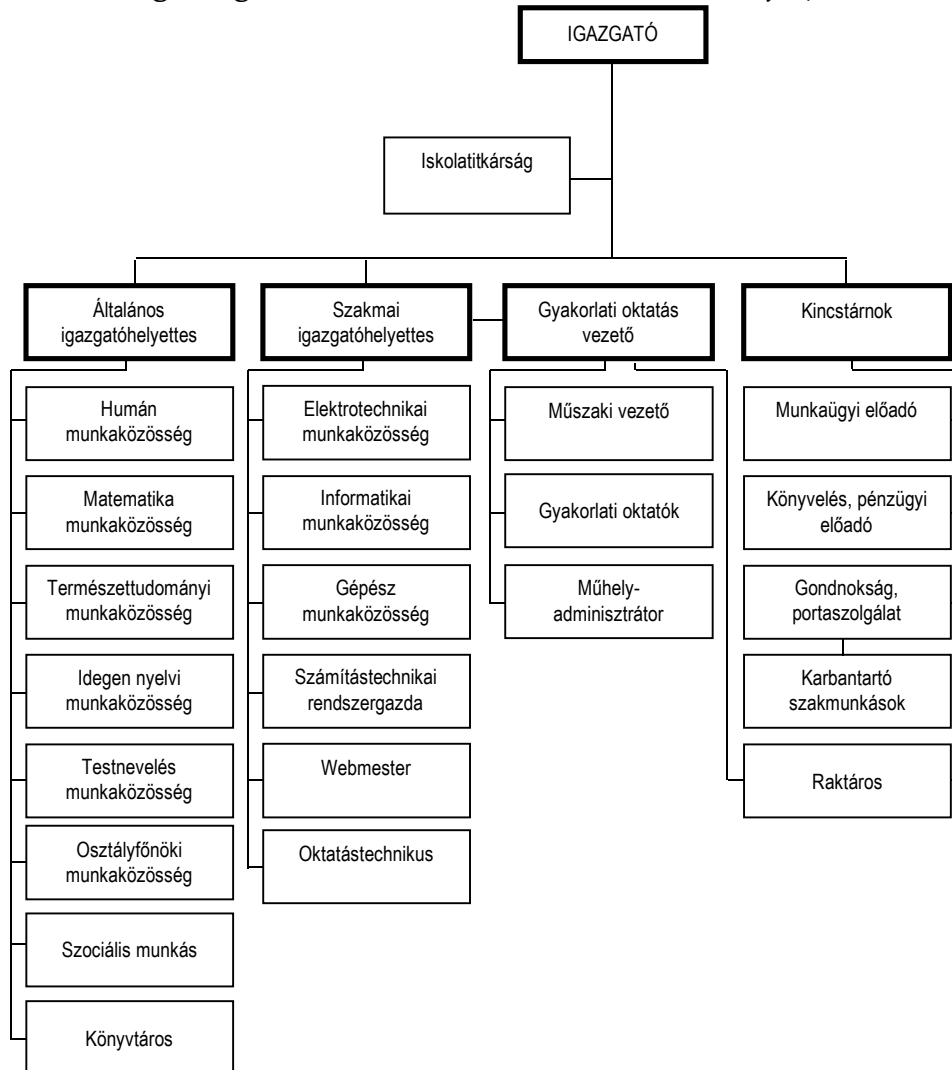 IGAZGATÓ
Iskolatitkárság
Általános
igazgatóhelyettes
Szakmai
igazgatóhelyettes
Gyakorlati oktatás
vezető
Kincstárnok
Humán
munkaközösség
Matematika
munkaközösség
Természettudományi
munkaközösség
Idegen nyelvi
munkaközösség
Testnevelés
munkaközösség
Osztályfőnöki
munkaközösség
Szociális munkás
Könyvtáros
Elektrotechnikai
munkaközösség
Informatikai
munkaközösség
Gépész
munkaközösség
Számítástechnikai
rendszergazda
Webmester
Oktatástechnikus
Műszaki vezető
Gyakorlati oktatók
Műhely-
adminisztrátor
Munkaügyi előadó
Könyvelés, pénzügyi
előadó
Gondnokság,
portaszolgálat
Karbantartó
szakmunkások
Raktáros